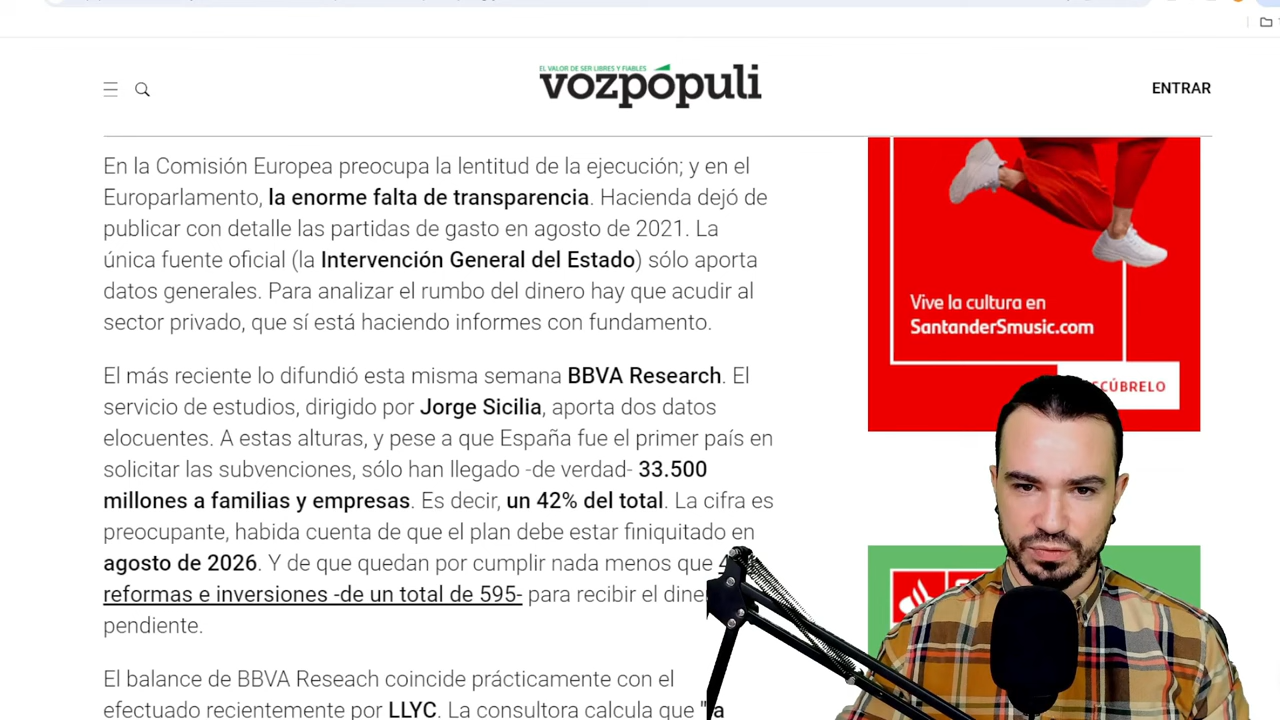 EL VALOR DE SER LIBRES Y FIABLES
vozpópuli
ENTRAR
En la Comisión Europea preocupa la lentitud de la ejecución; y en el
Europarlamento, la enorme falta de transparencia. Hacienda dejó de
publicar con detalle las partidas de gasto en agosto de 2021. La
única fuente oficial (la Intervención General del Estado) sólo aporta
datos generales. Para analizar el rumbo del dinero hay que acudir al
sector privado, que sí está haciendo informes con fundamento.
El más reciente lo difundió esta misma semana BBVA Research. El
servicio de estudios, dirigido por Jorge Sicilia, aporta dos datos
elocuentes. A estas alturas, y pese a que España fue el primer país en
solicitar las subvenciones, sólo han llegado -de verdad- 33.500
millones a familias y empresas. Es decir, un 42% del total. La cifra es
preocupante, habida cuenta de que el plan debe estar finiquitado en
agosto de 2026. Y de que quedan por cumplir nada menos que
reformas e inversiones -de un total de 595- para recibir el
pendiente.
El balance de BBVA Reseach coincide prácticamente con el
efectuado recientemente por LLYC. La consultora calcula que
Vive la cultura en
SantanderSmusic.com